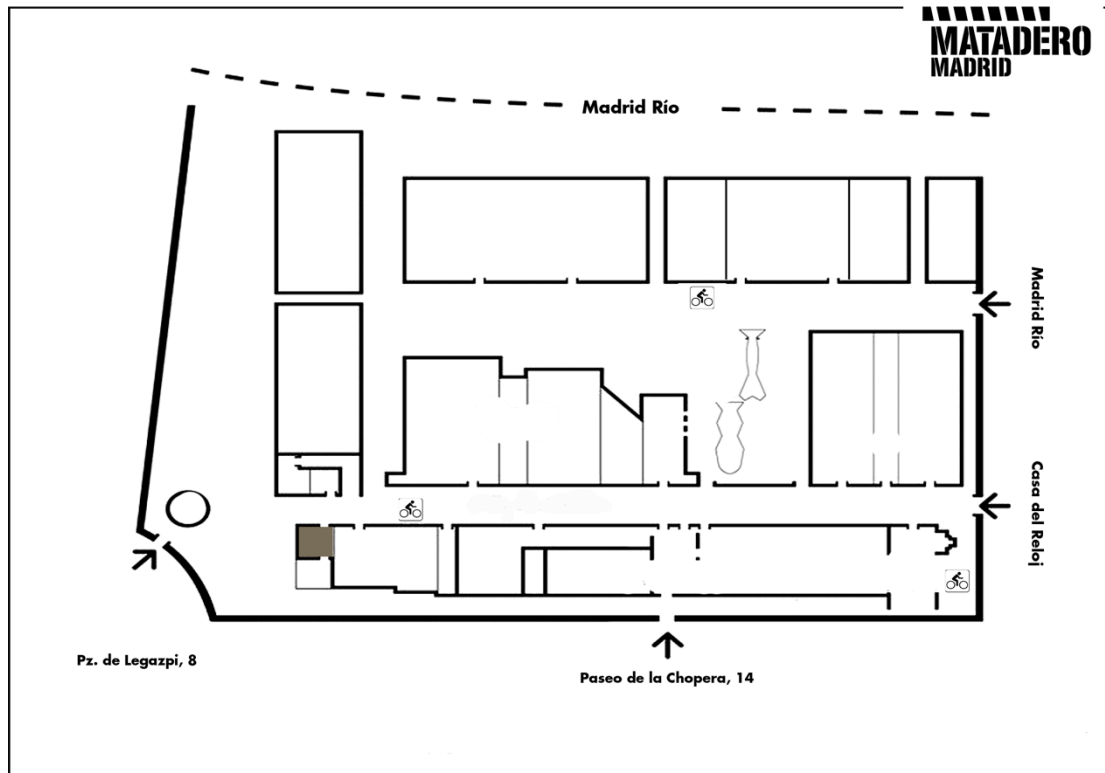 MATADERO
MADRID
Madrid Río
Madrid Río
Casa del Reloj
Pz. de Legazpi, 8
Paseo de la Chopera, 14